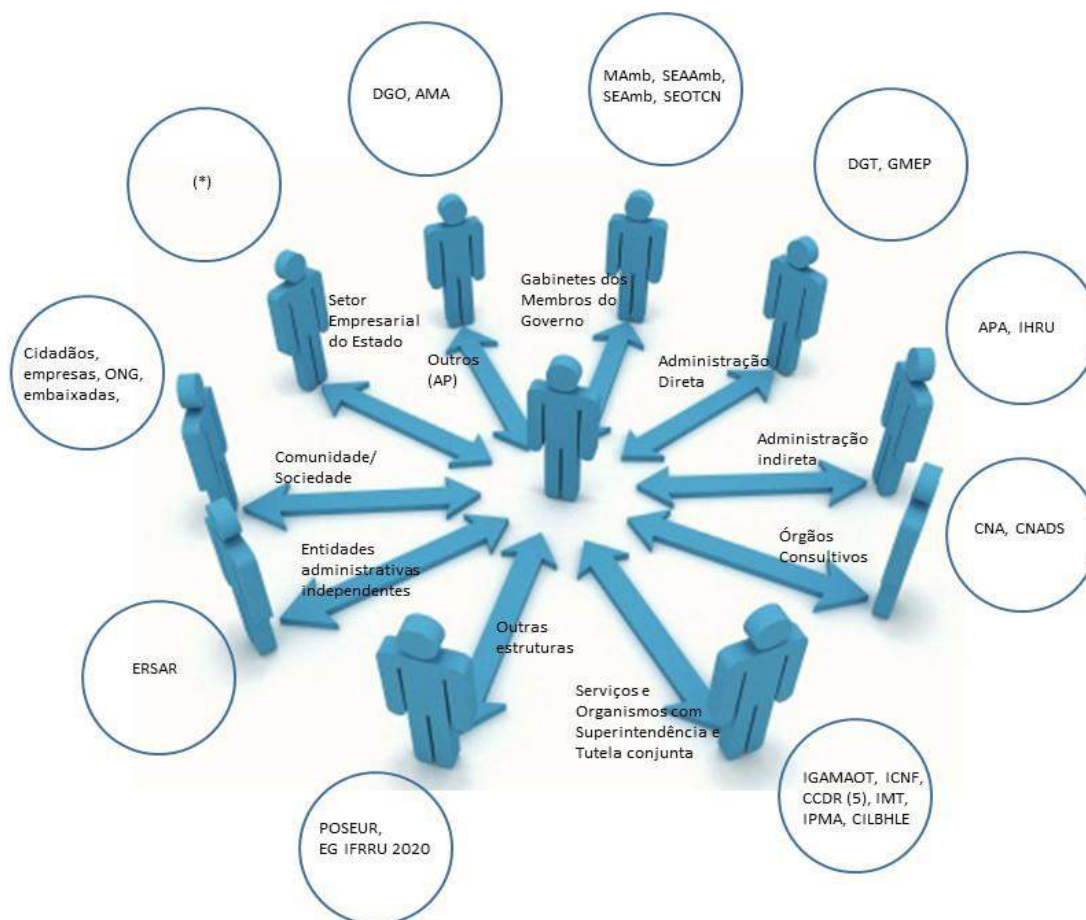 MAmb, SEAAmb,
SEAmb, SEOTCN
DGO, AMA
DGT, GMEP
(*)
Gabinetes dos
Membros do
Governo
Setor
Empresarial
do Estado
APA, IHRU
Cidadãos,
empresas, ONG,
embaixadas,
Outros
(AP)
Administração
Direta
Administração
indireta
Comunidade/
Sociedade
CNA, CNADS
Órgãos
Consultivos
Entidades
administrativas
independentes
Outras
estruturas
ERSAR
Serviços e
Organismos com
Superintendência e
Tutela conjunta
IGAMAOT, ICNF,
CCDR (5), IMT,
IPMA, CILBHLE
POSEUR,
EG IFRRU 2020